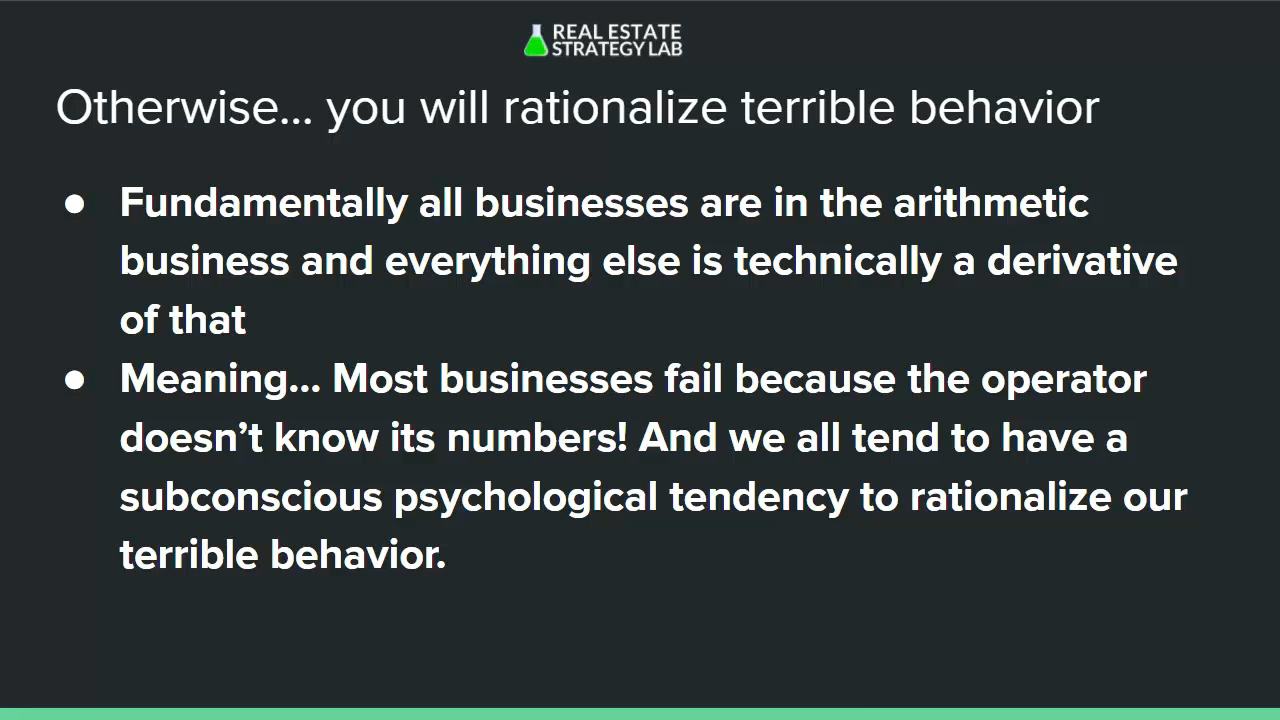 REAL ESTATE
STRATEGY LAB
Otherwise... you will rationalize terrible behavior
● Fundamentally all businesses are in the arithmetic
business and everything else is technically a derivative
of that
● Meaning... Most businesses fail because the operator
doesn’t know its numbers! And we all tend to have a
subconscious psychological tendency to rationalize our
terrible behavior.